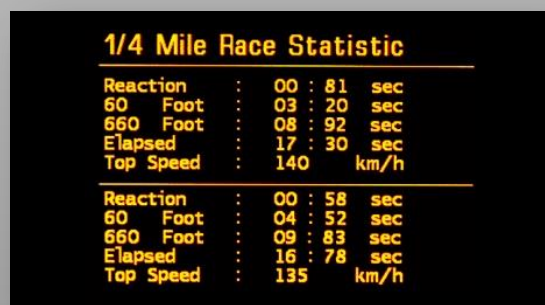 1/4 Mile Race Statistic
Reaction : 00 : 81 sec
60 Foot : 03 : 20 sec
660 Foot : 08 : 92 sec
Elapsed : 17 : 30 sec
Top Speed : 140 km/h
Reaction : 00 : 58 sec
60 Foot : 04 : 52 sec
660 Foot : 09 : 83 sec
Elapsed : 16 : 78 sec
Top Speed : 135 km/h